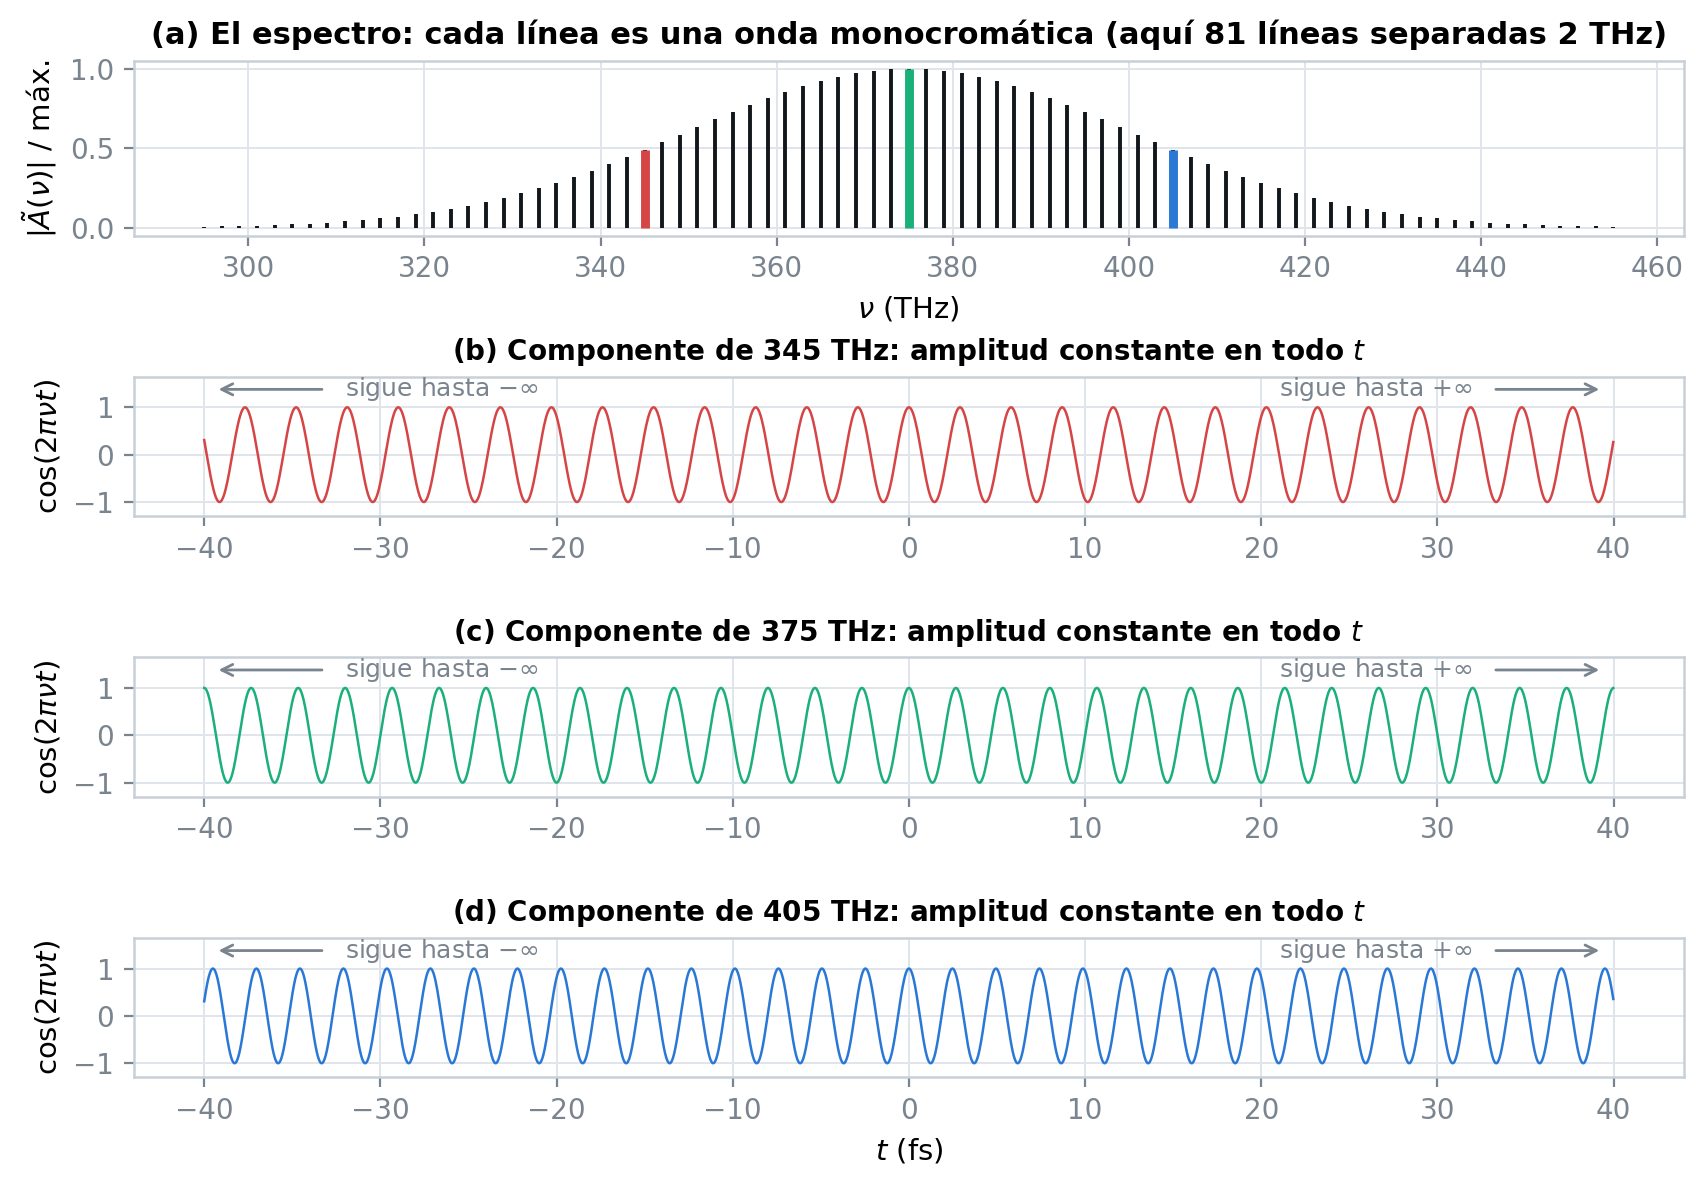 (a) El espectro: cada línea es una onda monocromática (aquí 81 líneas separadas 2 THz)
|Ã(ν)| / máx.
1.0
0.5
0.0
300 320 340 360 380 400 420 440 460
ν (THz)
(b) Componente de 345 THz: amplitud constante en todo t
cos(2πνt)
sigue hasta −∞ sigue hasta +∞
1
0
−1
−40 −30 −20 −10 0 10 20 30 40
(c) Componente de 375 THz: amplitud constante en todo t
cos(2πνt)
sigue hasta −∞ sigue hasta +∞
1
0
−1
−40 −30 −20 −10 0 10 20 30 40
(d) Componente de 405 THz: amplitud constante en todo t
cos(2πνt)
sigue hasta −∞ sigue hasta +∞
1
0
−1
−40 −30 −20 −10 0 10 20 30 40
t (fs)